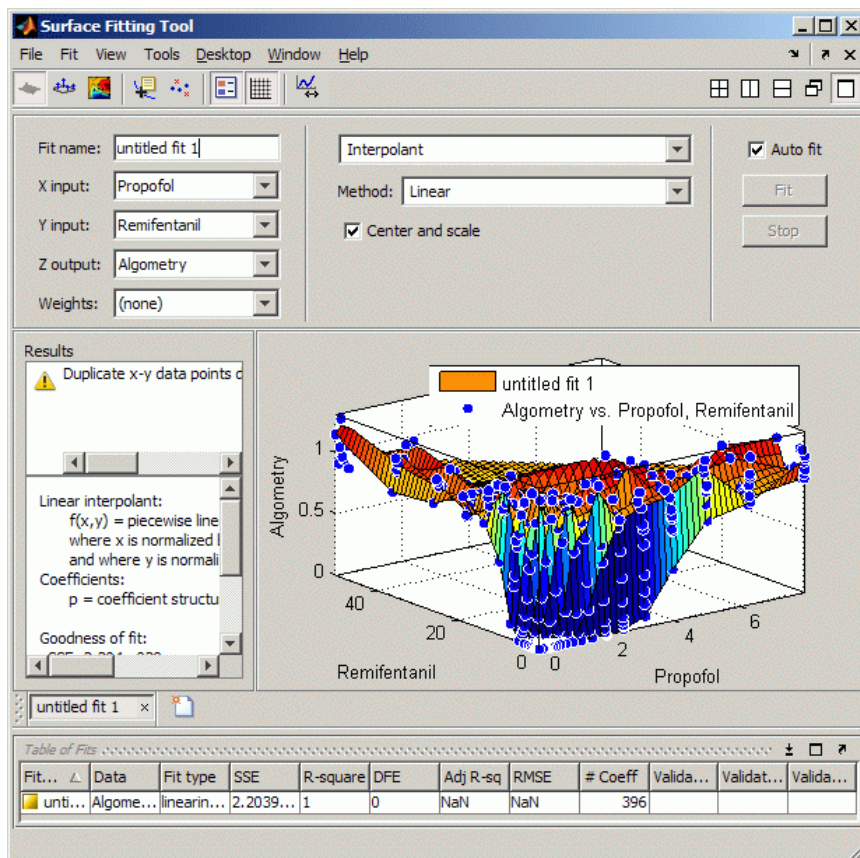 Surface Fitting Tool
File Fit View Tools Desktop Window Help
Fit name: untitled fit 1
X input: Propofol
Y input: Remifentanil
Z output: Algometry
Weights: (none)
Interpolant
Method: Linear
Center and scale
Auto fit
Fit
Stop
Results
Duplicate x-y data points
Linear interpolant:
f(x,y) = piecewise line
where x is normalized
and where y is normali
Coefficients:
p = coefficient structu
Goodness of fit:
untitled fit 1
Algometry vs. Propofol, Remifentanil
Algometry
1
0.5
0
40
20
0
Remifentanil
0
2
4
6
Propofol
untitled fit 1 ×
Table of Fits
Fit... Data Fit type SSE R-square DFE Adj R-sq RMSE # Coeff Valida... Validat... Valida...
unti... Algome... linearin... 2.2039... 1 0 NaN NaN 396